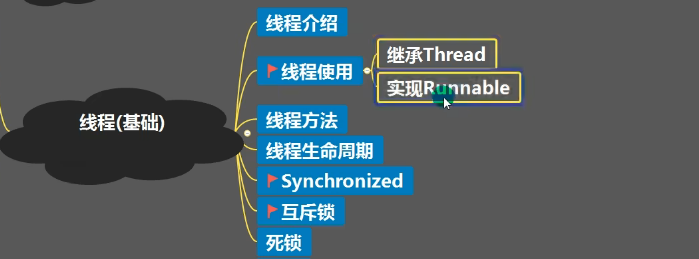 线程介绍
继承Thread
线程使用
实现Runnable
线程(基础)
线程方法
线程生命周期
Synchronized
互斥锁
死锁